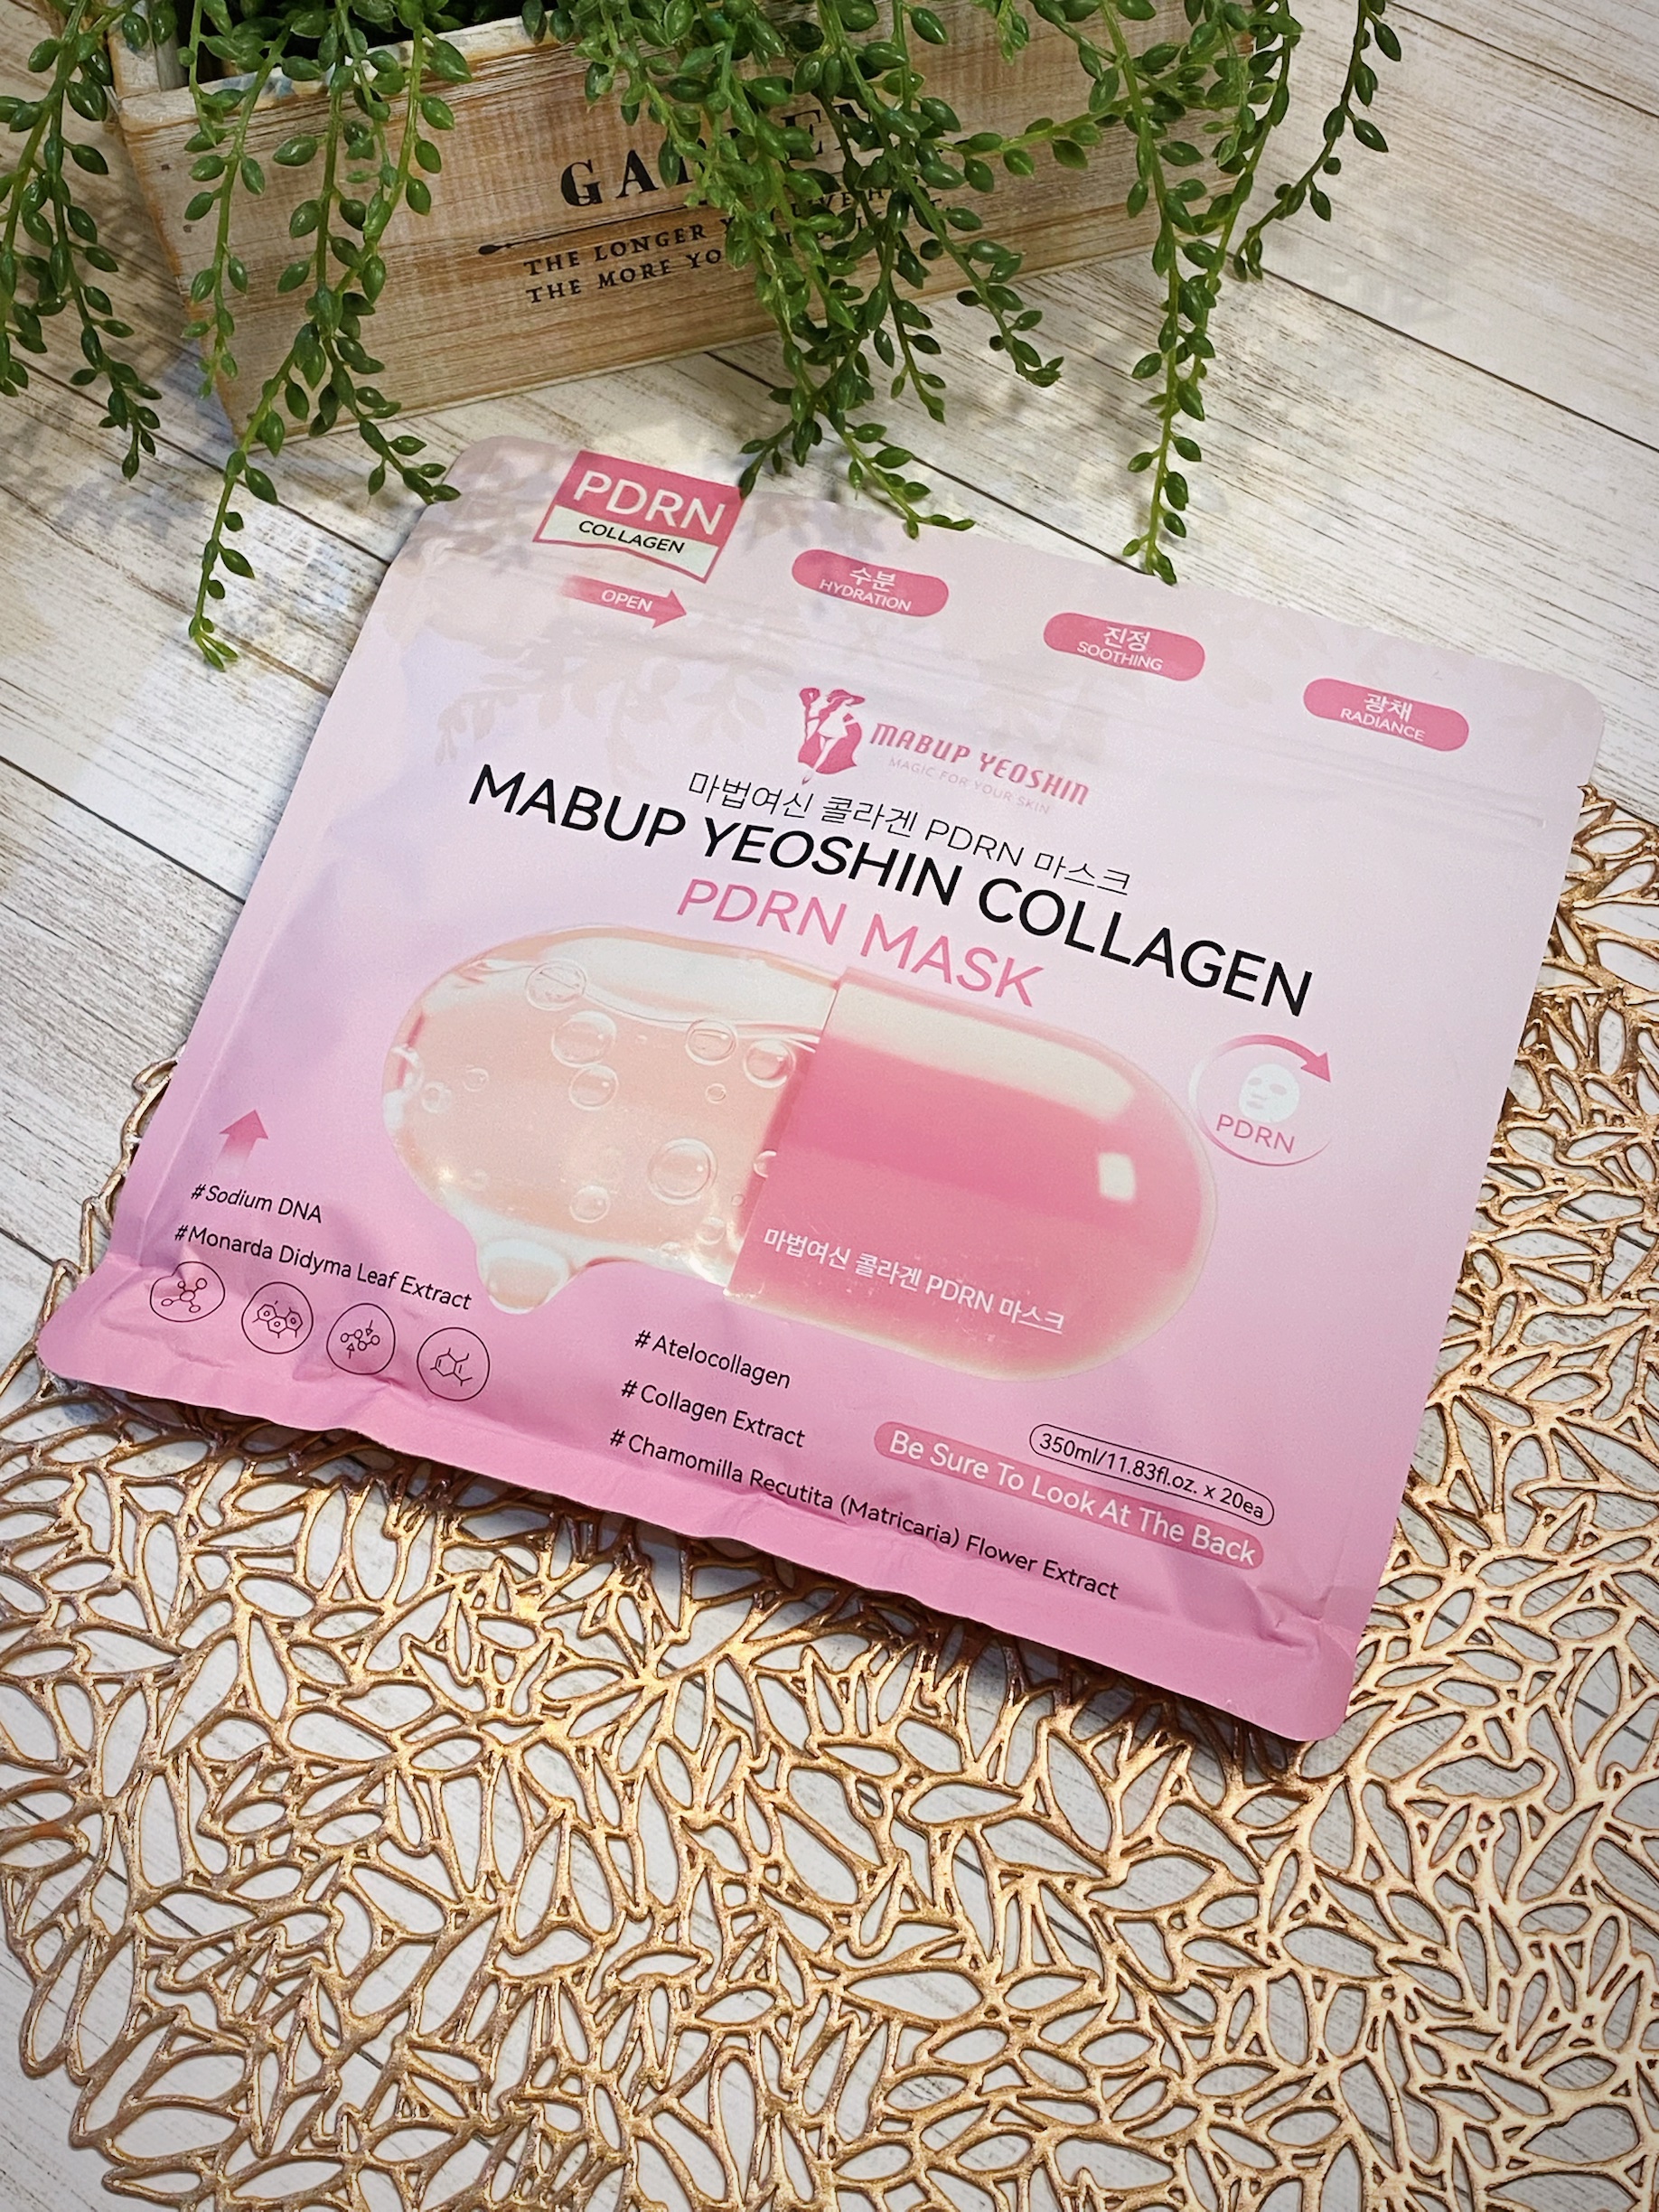 GARDEN
THE LONGER
THE MORE
PDRN
COLLAGEN
OPEN
수분
HYDRATION
진정
SOOTHING
광채
RADIANCE
MABUP YEOSHIN
MAGIC FOR YOUR SKIN
마법여신 콜라겐 PDRN 마스크
MABUP YEOSHIN COLLAGEN
PDRN MASK
PDRN
마법여신 콜라겐 PDRN 마스크
#Sodium DNA
#Monarda Didyma Leaf Extract
#Atelocollagen
#Collagen Extract
#Chamomilla Recutita (Matricaria) Flower Extract
350ml/11.83fl.oz. x 20ea
Be Sure To Look At The Back